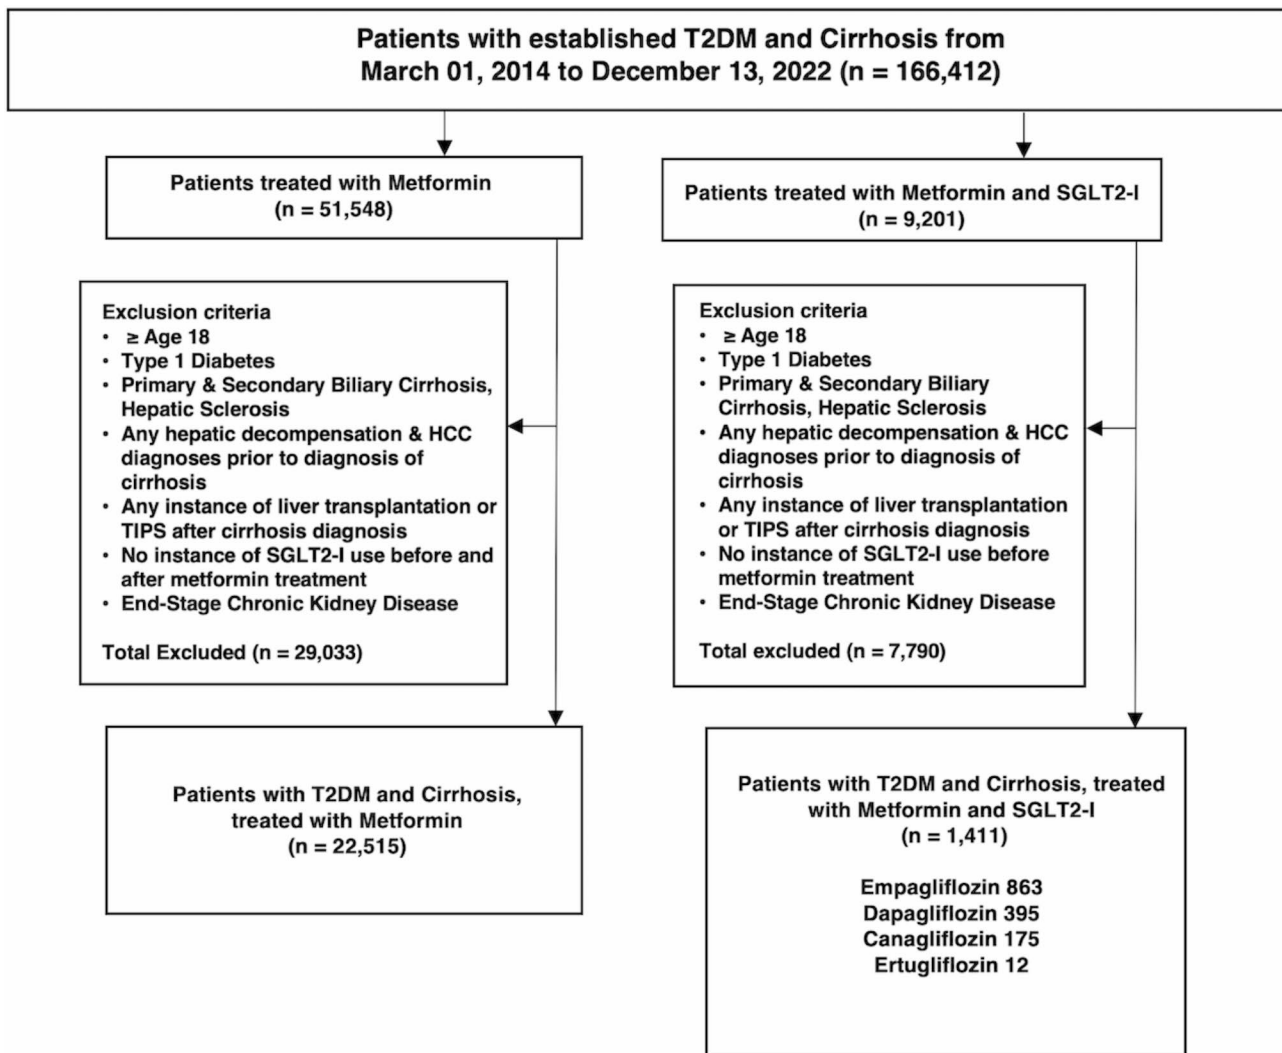 Patients with established T2DM and Cirrhosis from
March 01, 2014 to December 13, 2022 (n = 166,412)
Patients treated with Metformin
(n = 51,548)
Exclusion criteria
• ≥ Age 18
• Type 1 Diabetes
• Primary & Secondary Biliary Cirrhosis,
Hepatic Sclerosis
• Any hepatic decompensation & HCC
diagnoses prior to diagnosis of
cirrhosis
• Any instance of liver transplantation or
TIPS after cirrhosis diagnosis
• No instance of SGLT2-I use before and
after metformin treatment
• End-Stage Chronic Kidney Disease
Total Excluded (n = 29,033)
Patients with T2DM and Cirrhosis,
treated with Metformin
(n = 22,515)
Patients treated with Metformin and SGLT2-I
(n = 9,201)
Exclusion criteria
• ≥ Age 18
• Type 1 Diabetes
• Primary & Secondary Biliary
Cirrhosis, Hepatic Sclerosis
• Any hepatic decompensation & HCC
diagnoses prior to diagnosis of
cirrhosis
• Any instance of liver transplantation
or TIPS after cirrhosis diagnosis
• No instance of SGLT2-I use before
metformin treatment
• End-Stage Chronic Kidney Disease
Total excluded (n = 7,790)
Patients with T2DM and Cirrhosis, treated
with Metformin and SGLT2-I
(n = 1,411)
Empagliflozin 863
Dapagliflozin 395
Canagliflozin 175
Ertugliflozin 12